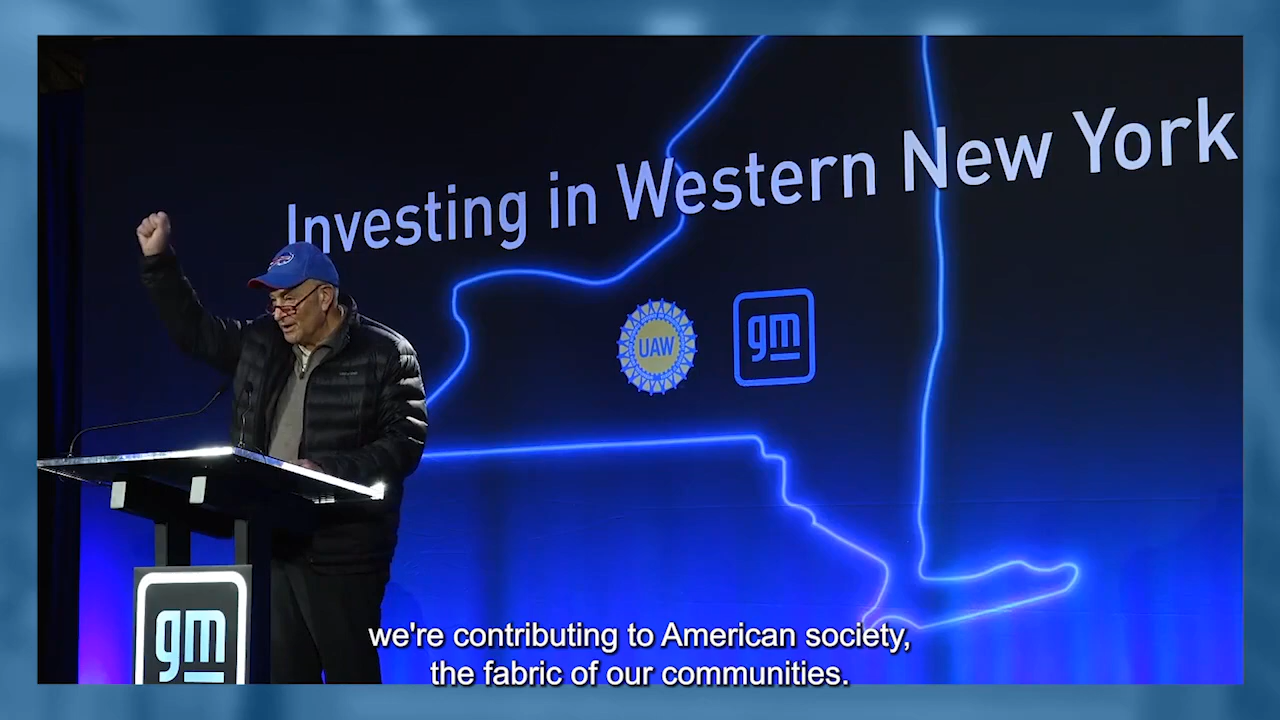 Investing in Western New York
UAW
gm
gm
we're contributing to American society,
the fabric of our communities.